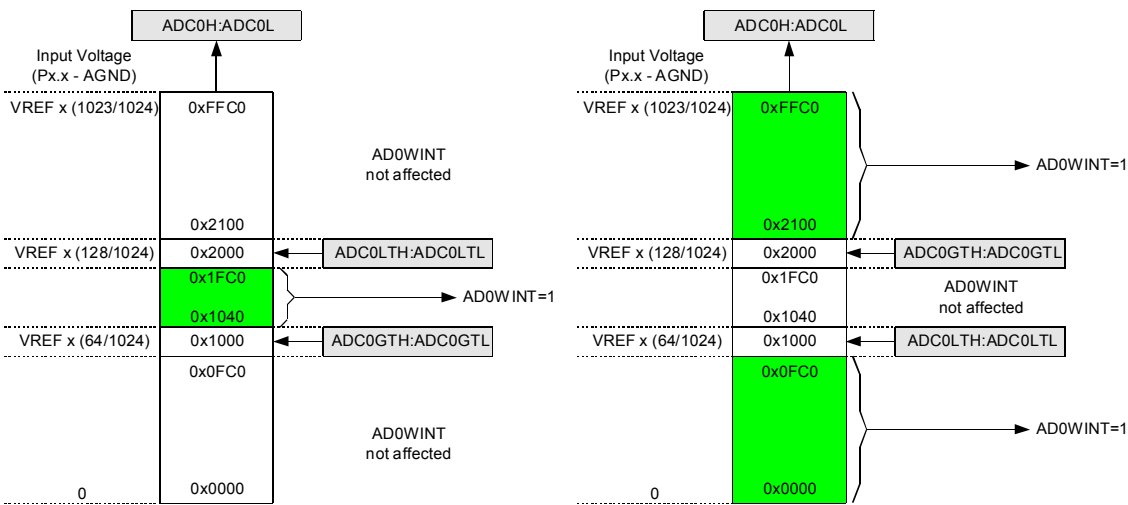 ADC0H:ADC0L
Input Voltage
(Px.x - AGND)
VREF x (1023/1024)
0xFFC0
AD0WINT
not affected
0x2100
VREF x (128/1024)
0x2000
ADC0LTH:ADC0LTL
0x1FC0
AD0WINT=1
0x1040
VREF x (64/1024)
0x1000
ADC0GTH:ADC0GTL
0x0FC0
AD0WINT
not affected
0
0x0000
ADC0H:ADC0L
Input Voltage
(Px.x - AGND)
VREF x (1023/1024)
0xFFC0
AD0WINT=1
0x2100
VREF x (128/1024)
0x2000
ADC0GTH:ADC0GTL
0x1FC0
AD0WINT
not affected
0x1040
VREF x (64/1024)
0x1000
ADC0LTH:ADC0LTL
0x0FC0
AD0WINT=1
0
0x0000